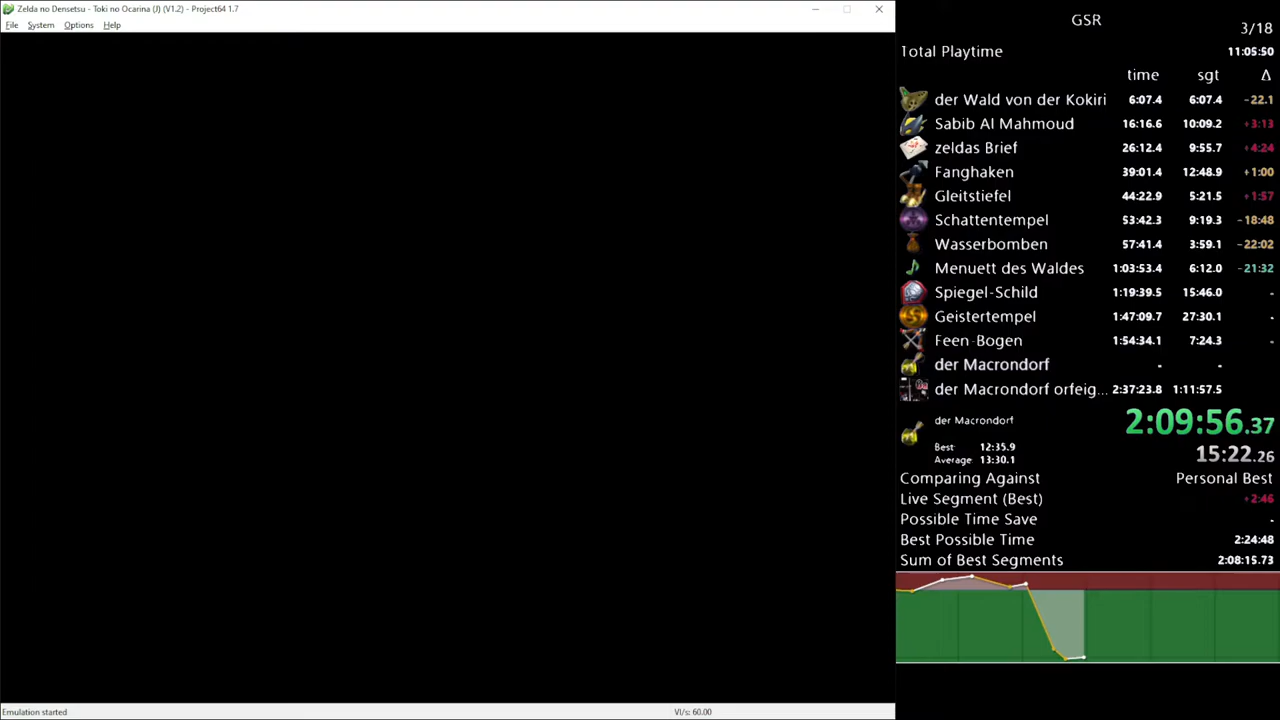 Zelda no Densetsu - Toki no Ocarina (J) (V1.2) - Project64 1.7
File System Options Help
GSR
3/18
Total Playtime 11:05:50
time sgt Δ
der Wald von der Kokiri 6:07.4 6:07.4 −22.1
Sabib Al Mahmoud 16:16.6 10:09.2 +3:13
zeldas Brief 26:12.4 9:55.7 +4:24
Fanghaken 39:01.4 12:48.9 +1:00
Gleitstiefel 44:22.9 5:21.5 +1:57
Schattentempel 53:42.3 9:19.3 −18:48
Wasserbomben 57:41.4 3:59.1 −22:02
Menuett des Waldes 1:03:53.4 6:12.0 −21:32
Spiegel-Schild 1:19:39.5 15:46.0 -
Geistertempel 1:47:09.7 27:30.1 -
Feen-Bogen 1:54:34.1 7:24.3 -
der Macrondorf - -
der Macrondorf orfeig... 2:37:23.8 1:11:57.5
der Macrondorf 2:09:56.37
Best: 12:35.9 15:22.26
Average: 13:30.1
Comparing Against Personal Best
Live Segment (Best) +2:46
Possible Time Save -
Best Possible Time 2:24:48
Sum of Best Segments 2:08:15.73
Emulation started VI/s: 60.00